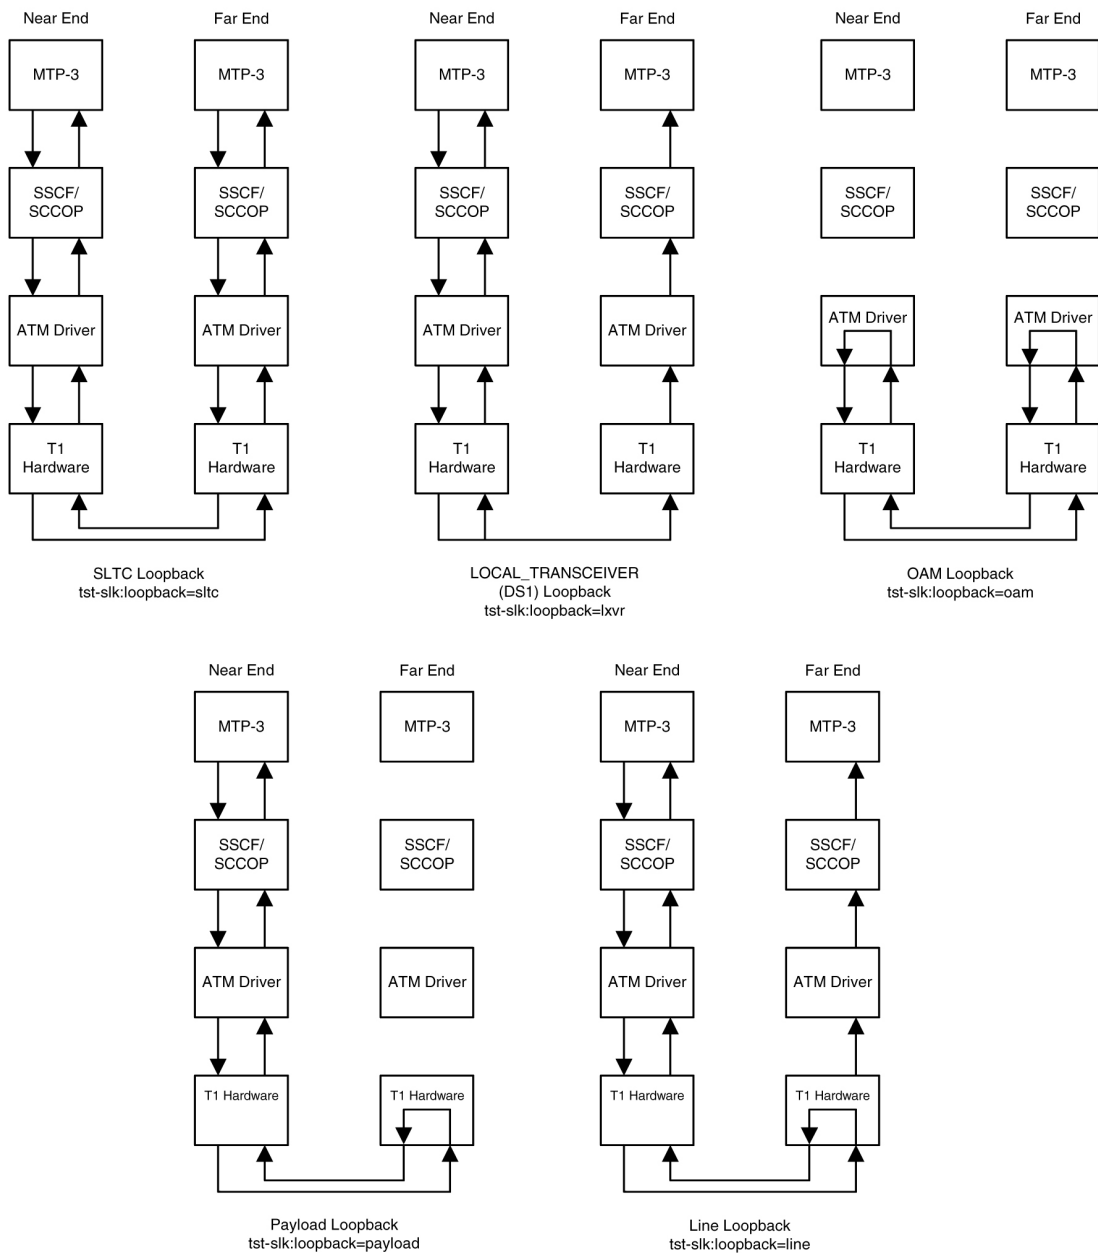 Near End
Far End
MTP-3
MTP-3
SSCF/
SCCOP
SSCF/
SCCOP
ATM Driver
ATM Driver
T1
Hardware
T1
Hardware
SLTC Loopback
tst-slk:loopback=sltc
Near End
Far End
MTP-3
MTP-3
SSCF/
SCCOP
SSCF/
SCCOP
ATM Driver
ATM Driver
T1
Hardware
T1
Hardware
LOCAL_TRANSCEIVER
(DS1) Loopback
tst-slk:loopback=lxvr
Near End
Far End
MTP-3
MTP-3
SSCF/
SCCOP
SSCF/
SCCOP
ATM Driver
ATM Driver
T1
Hardware
T1
Hardware
OAM Loopback
tst-slk:loopback=oam
Near End
Far End
MTP-3
MTP-3
SSCF/
SCCOP
SSCF/
SCCOP
ATM Driver
ATM Driver
T1 Hardware
T1 Hardware
Payload Loopback
tst-slk:loopback=payload
Near End
Far End
MTP-3
MTP-3
SSCF/
SCCOP
SSCF/
SCCOP
ATM Driver
ATM Driver
T1 Hardware
T1 Hardware
Line Loopback
tst-slk:loopback=line